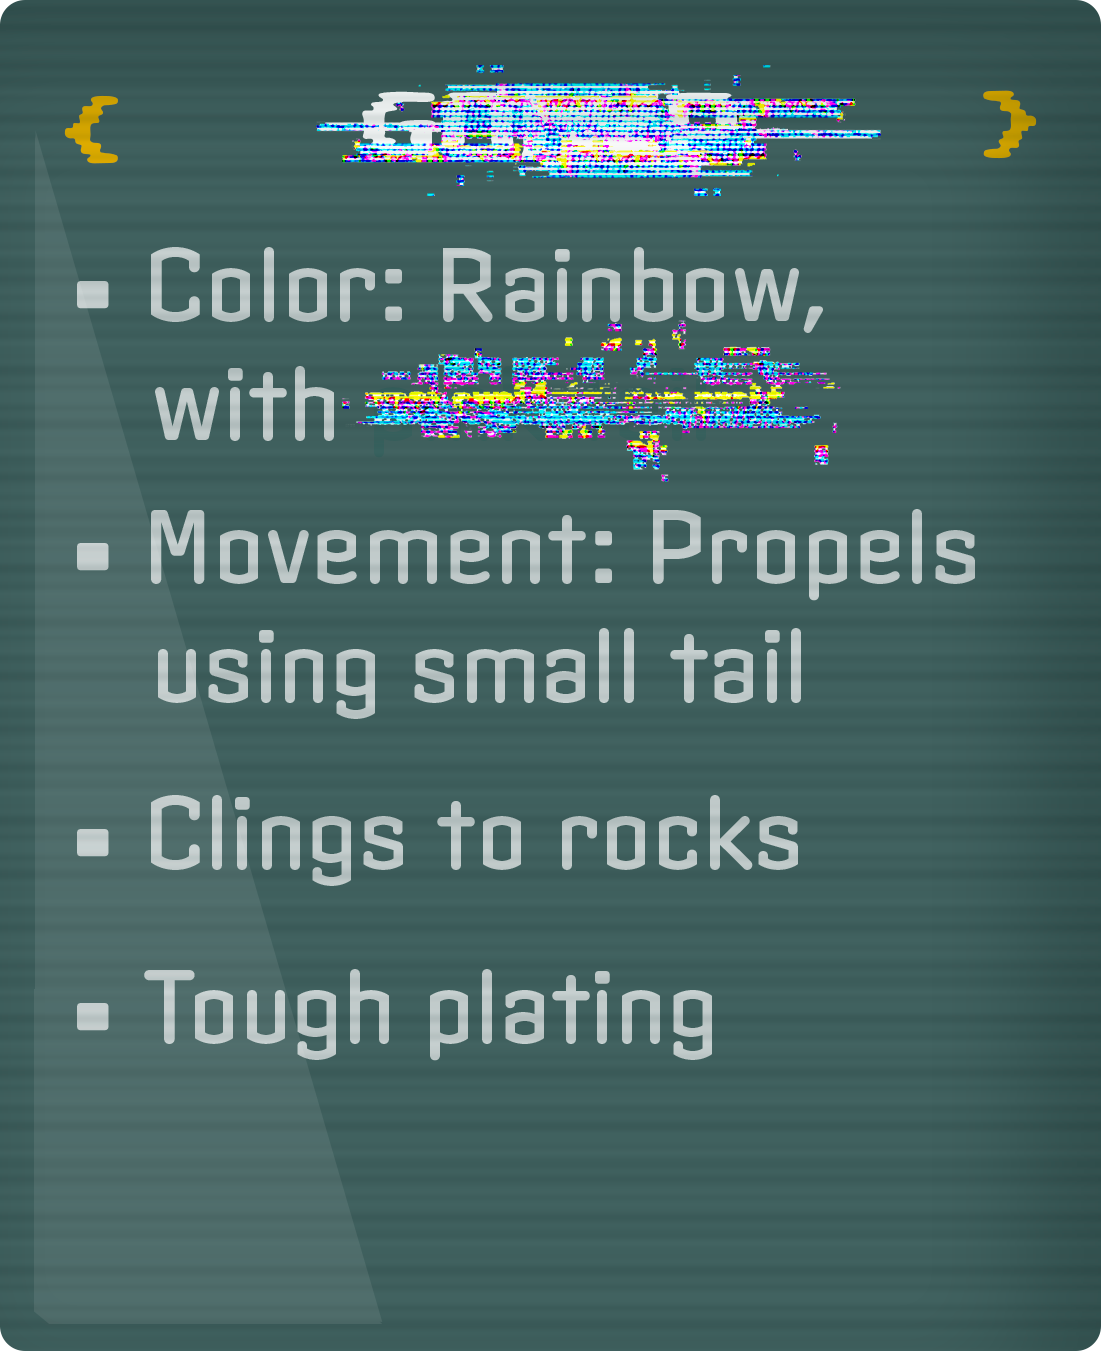 Color: Rainbow,
with
Movement: Propels
using small tail
Clings to rocks
Tough plating